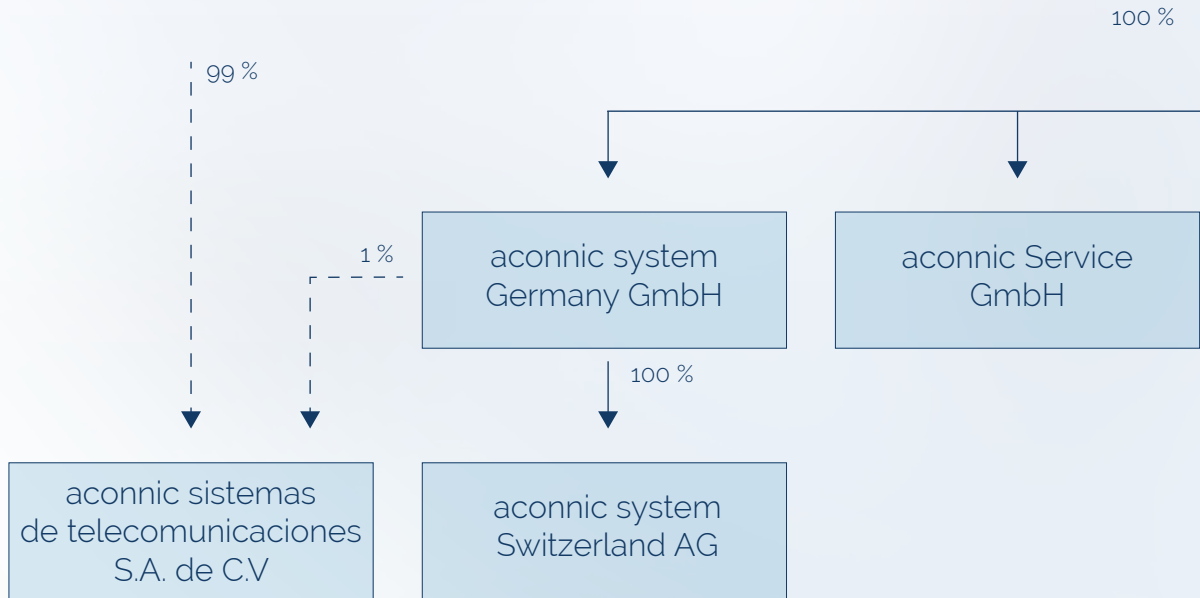 100 %
99 %
1 %
aconnic system
Germany GmbH
aconnic Service
GmbH
100 %
aconnic sistemas
de telecomunicaciones
S.A. de C.V
aconnic system
Switzerland AG